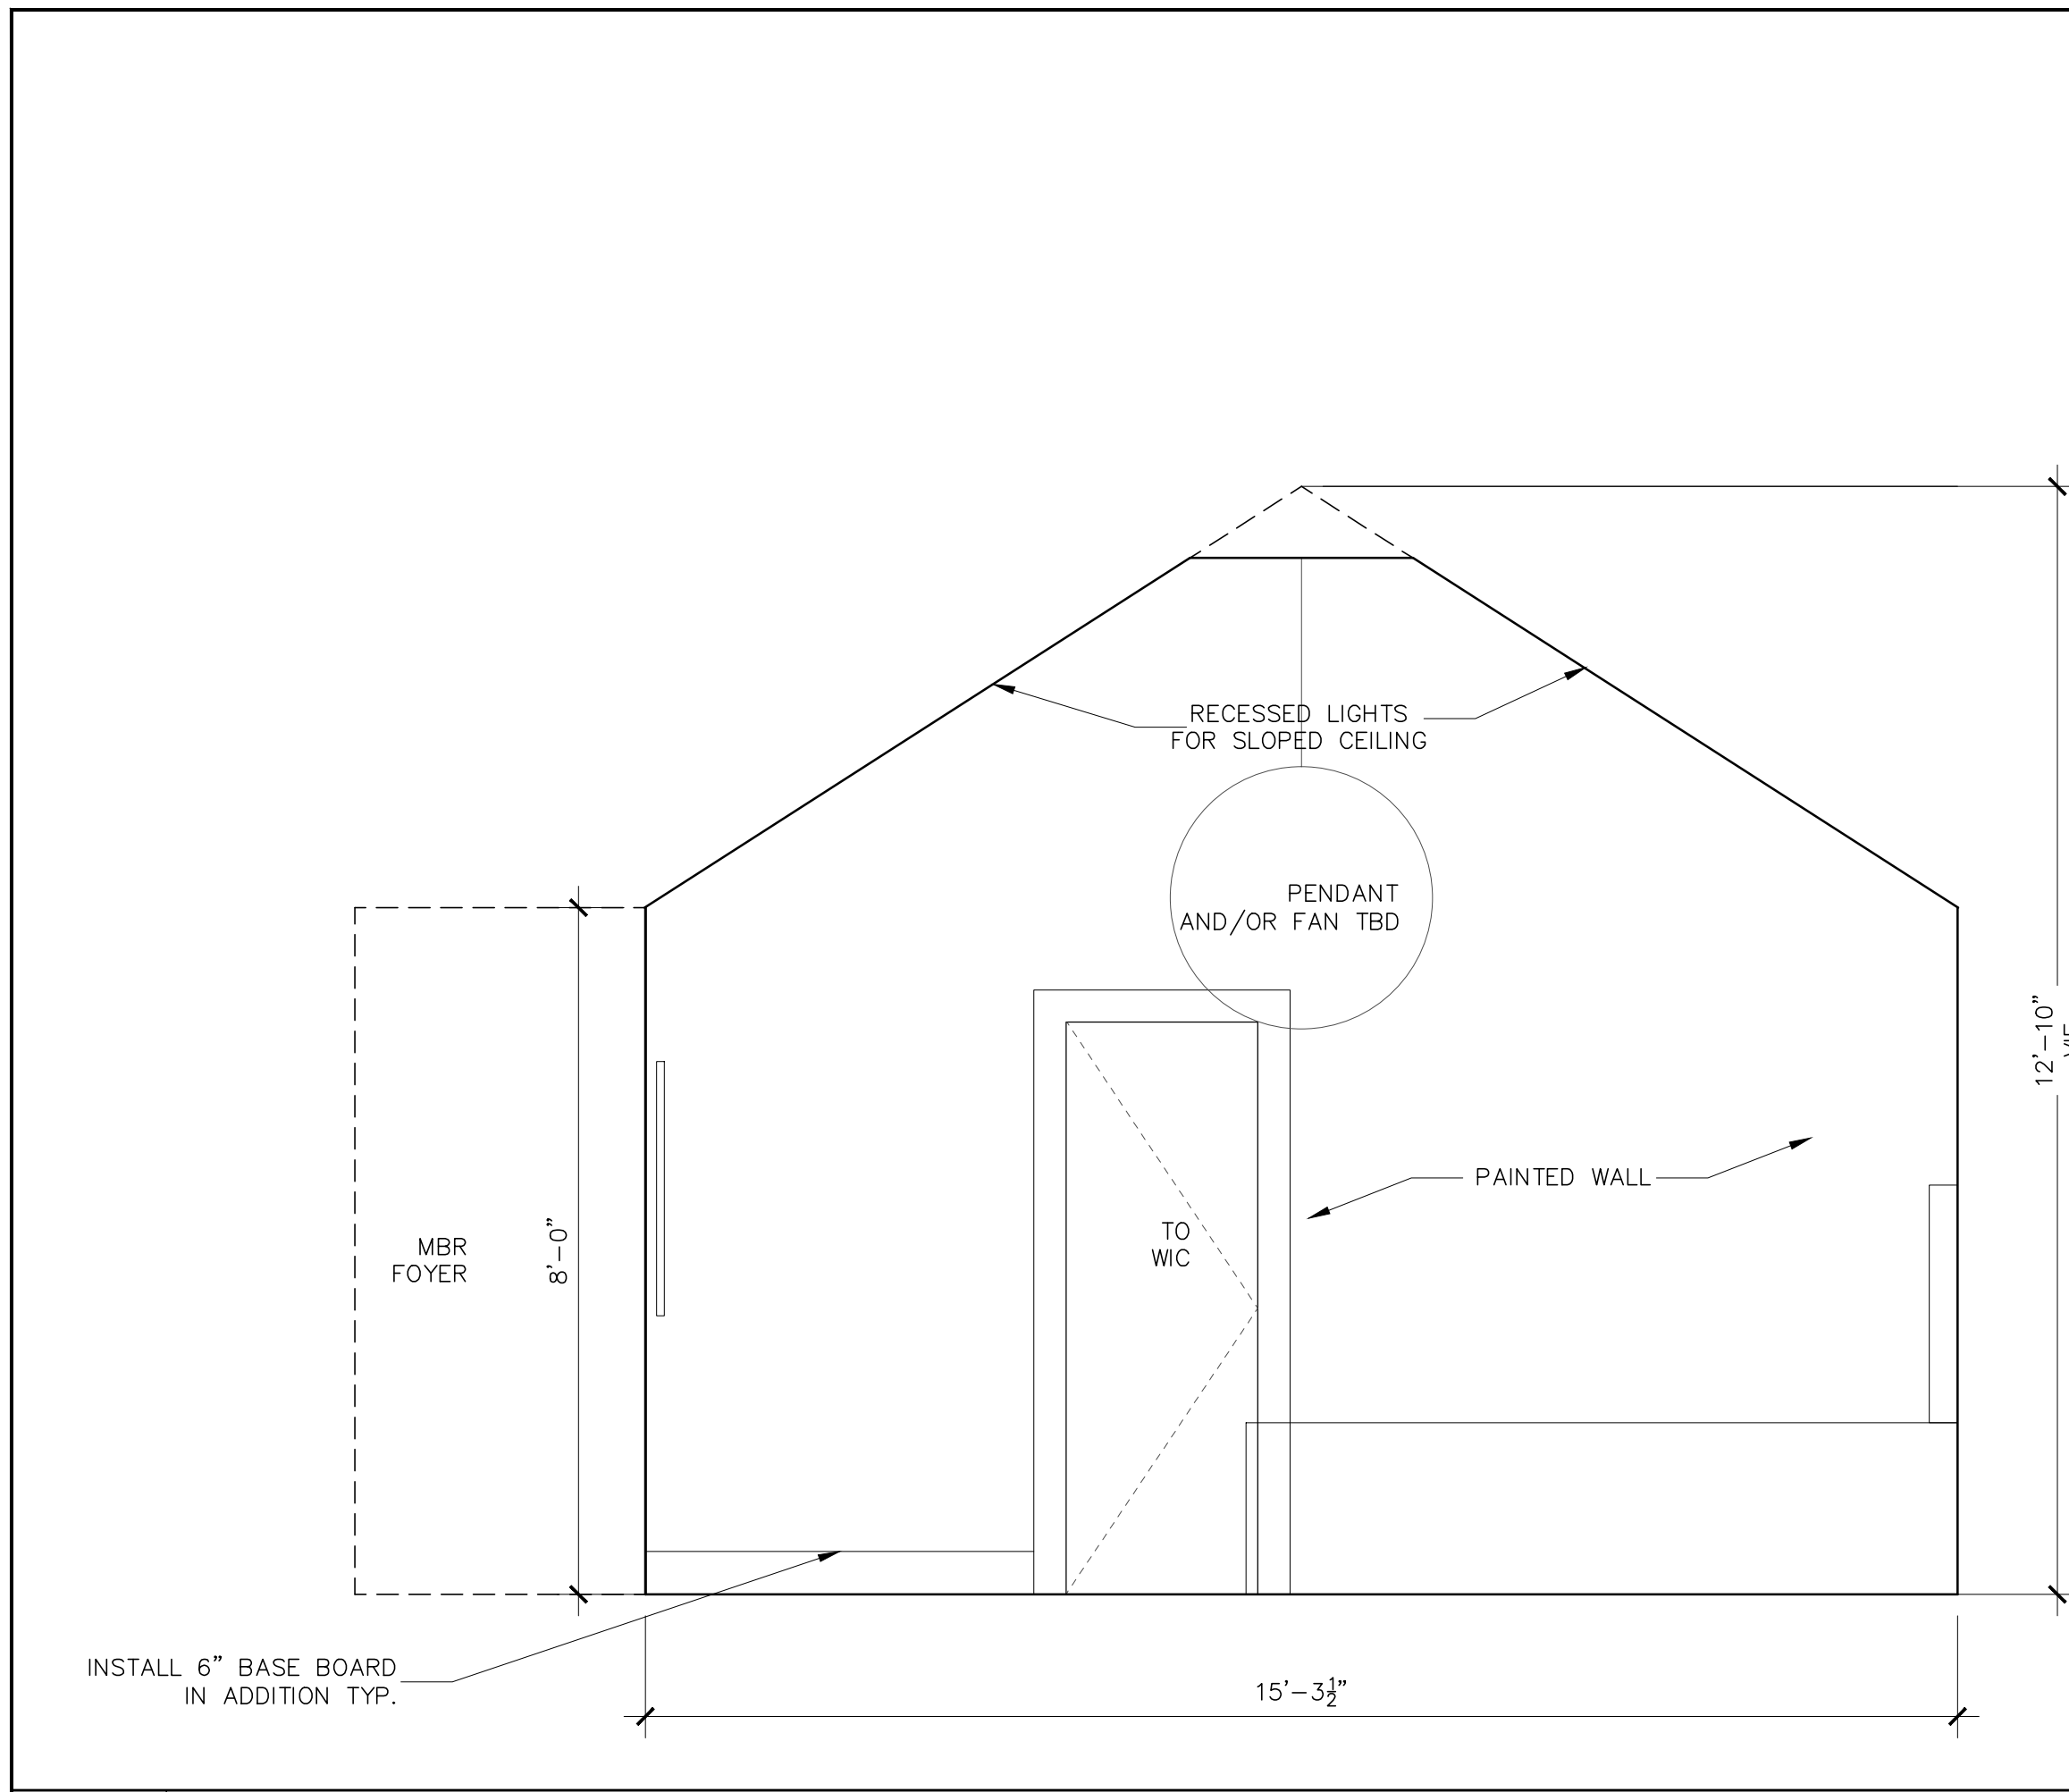 RECESSED LIGHTS
FOR SLOPED CEILING
PENDANT
AND/OR FAN TBD
12'-10"
PAINTED WALL
TO
WIC
MBR
FOYER
8'-0"
INSTALL 6" BASE BOARD
IN ADDITION TYP.
15'-3½"